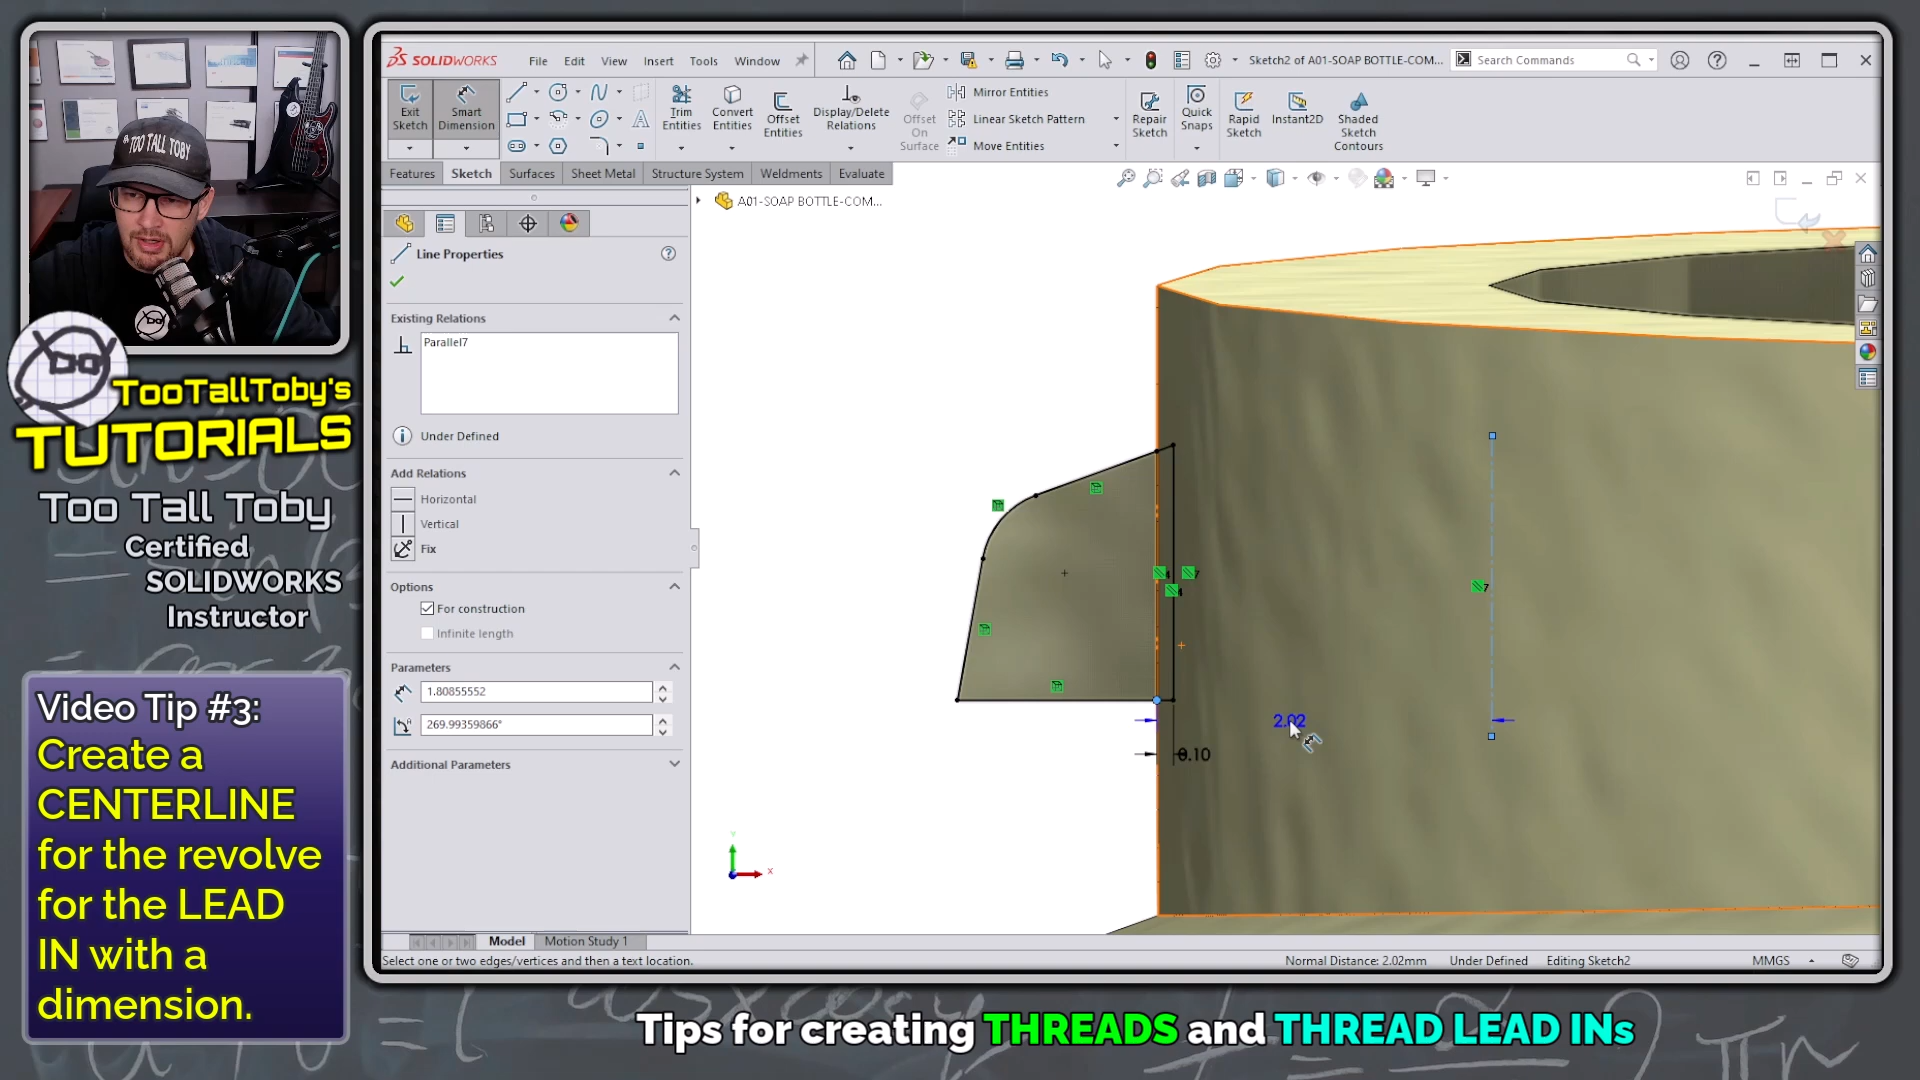 TOO TALL TOBY
TooTallToby's
TUTORIALS
Too Tall Toby
Certified
SOLIDWORKS
Instructor
Video Tip #3:
Create a
CENTERLINE
for the revolve
for the LEAD
IN with a
dimension.
SOLIDWORKS
File Edit View Insert Tools Window
Sketch2 of A01-SOAP BOTTLE-COM...
Search Commands
Exit Sketch
Smart Dimension
Trim Entities
Convert Entities
Offset Entities
Display/Delete Relations
Offset On Surface
Mirror Entities
Linear Sketch Pattern
Move Entities
Repair Sketch
Quick Snaps
Rapid Sketch
Instant2D
Shaded Sketch Contours
Features Sketch Surfaces Sheet Metal Structure System Weldments Evaluate
A01-SOAP BOTTLE-COM...
Line Properties
Existing Relations
Parallel7
Under Defined
Add Relations
Horizontal
Vertical
Fix
Options
For construction
Infinite length
Parameters
1.80855552
269.99359866°
Additional Parameters
7
7
2.02
0.10
Y
X
Model Motion Study 1
Select one or two edges/vertices and then a text location.
Normal Distance: 2.02mm Under Defined Editing Sketch2 MMGS
Tips for creating THREADS and THREAD LEAD INs